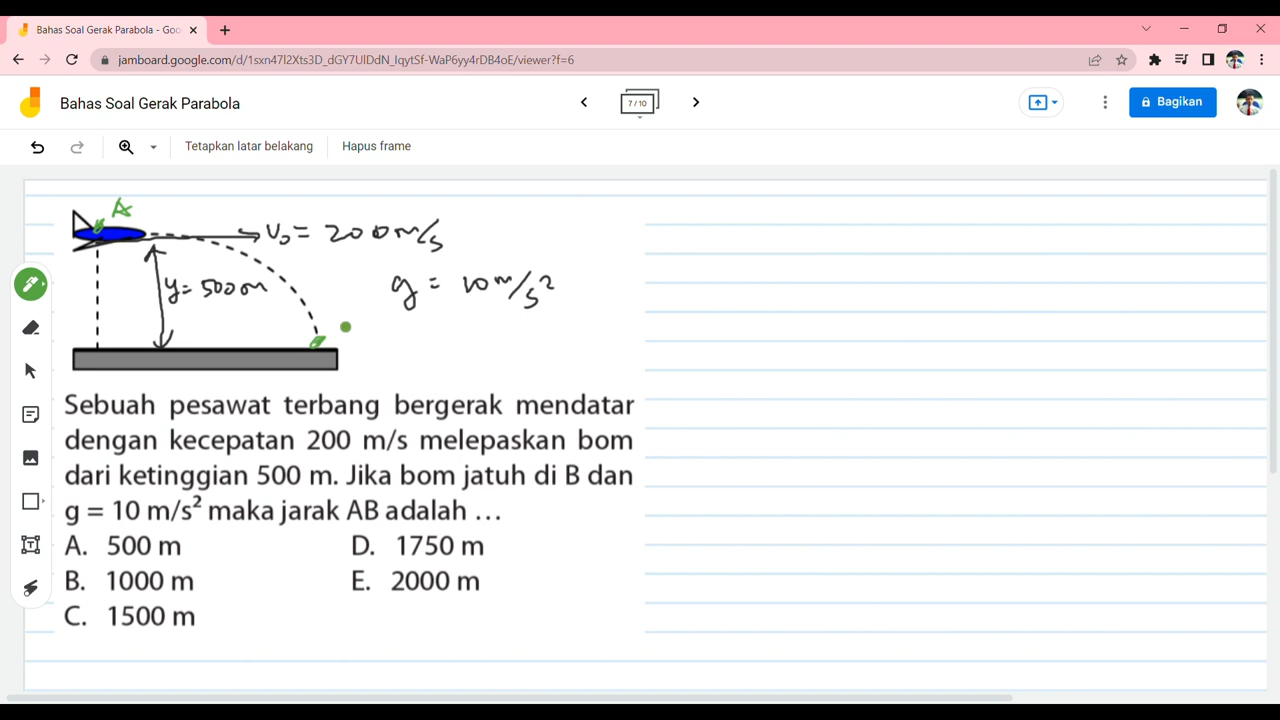 Bahas Soal Gerak Parabola - Goo
jamboard.google.com/d/1sxn47l2Xts3D_dGY7UlDdN_IqytSf-WaP6yy4rDB4oE/viewer?f=6
Bahas Soal Gerak Parabola
7 / 10
Bagikan
Tetapkan latar belakang
Hapus frame
A
v₀ = 200 m/s
y = 500 m
g = 10 m/s²
Sebuah pesawat terbang bergerak mendatar
dengan kecepatan 200 m/s melepaskan bom
dari ketinggian 500 m. Jika bom jatuh di B dan
g = 10 m/s² maka jarak AB adalah …
A. 500 m
D. 1750 m
B. 1000 m
E. 2000 m
C. 1500 m